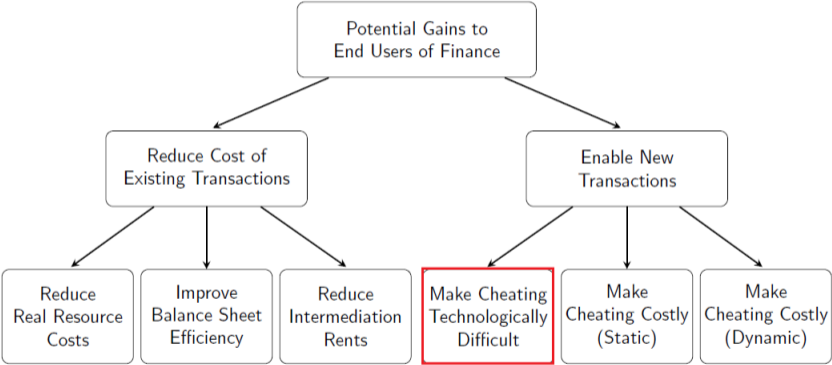 Potential Gains to
End Users of Finance
Reduce Cost of
Existing Transactions
Enable New
Transactions
Reduce
Real Resource
Costs
Improve
Balance Sheet
Efficiency
Reduce
Intermediation
Rents
Make Cheating
Technologically
Difficult
Make
Cheating Costly
(Static)
Make
Cheating Costly
(Dynamic)